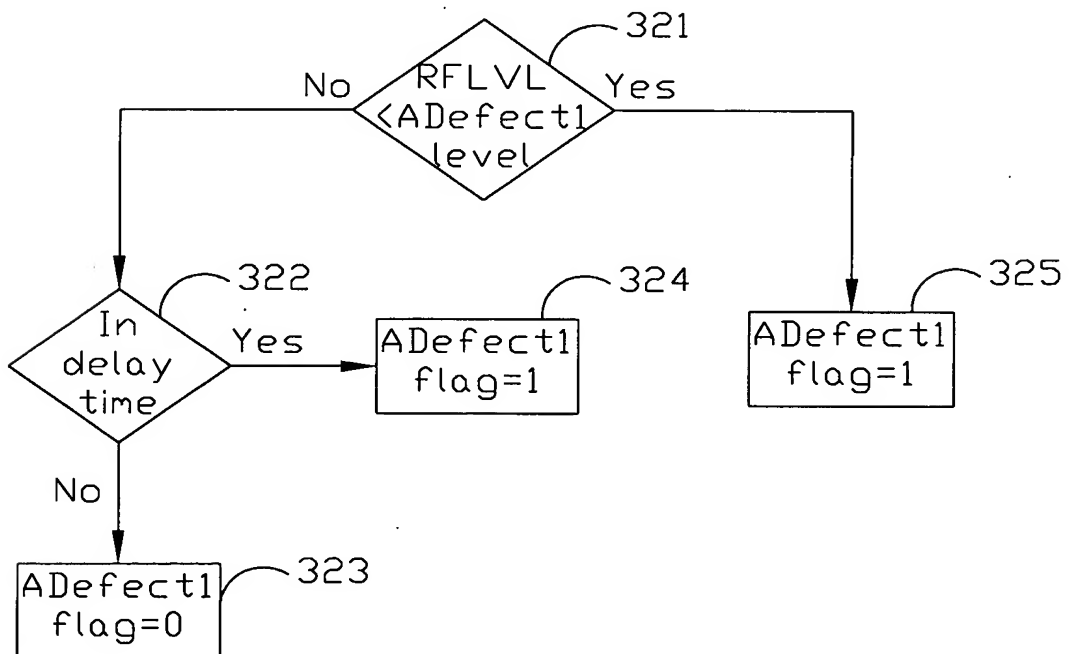 321
No
RFLVL
<ADefect1
level
Yes
322
In
delay
time
Yes
324
ADefect1
flag=1
325
ADefect1
flag=1
No
323
ADefect1
flag=0